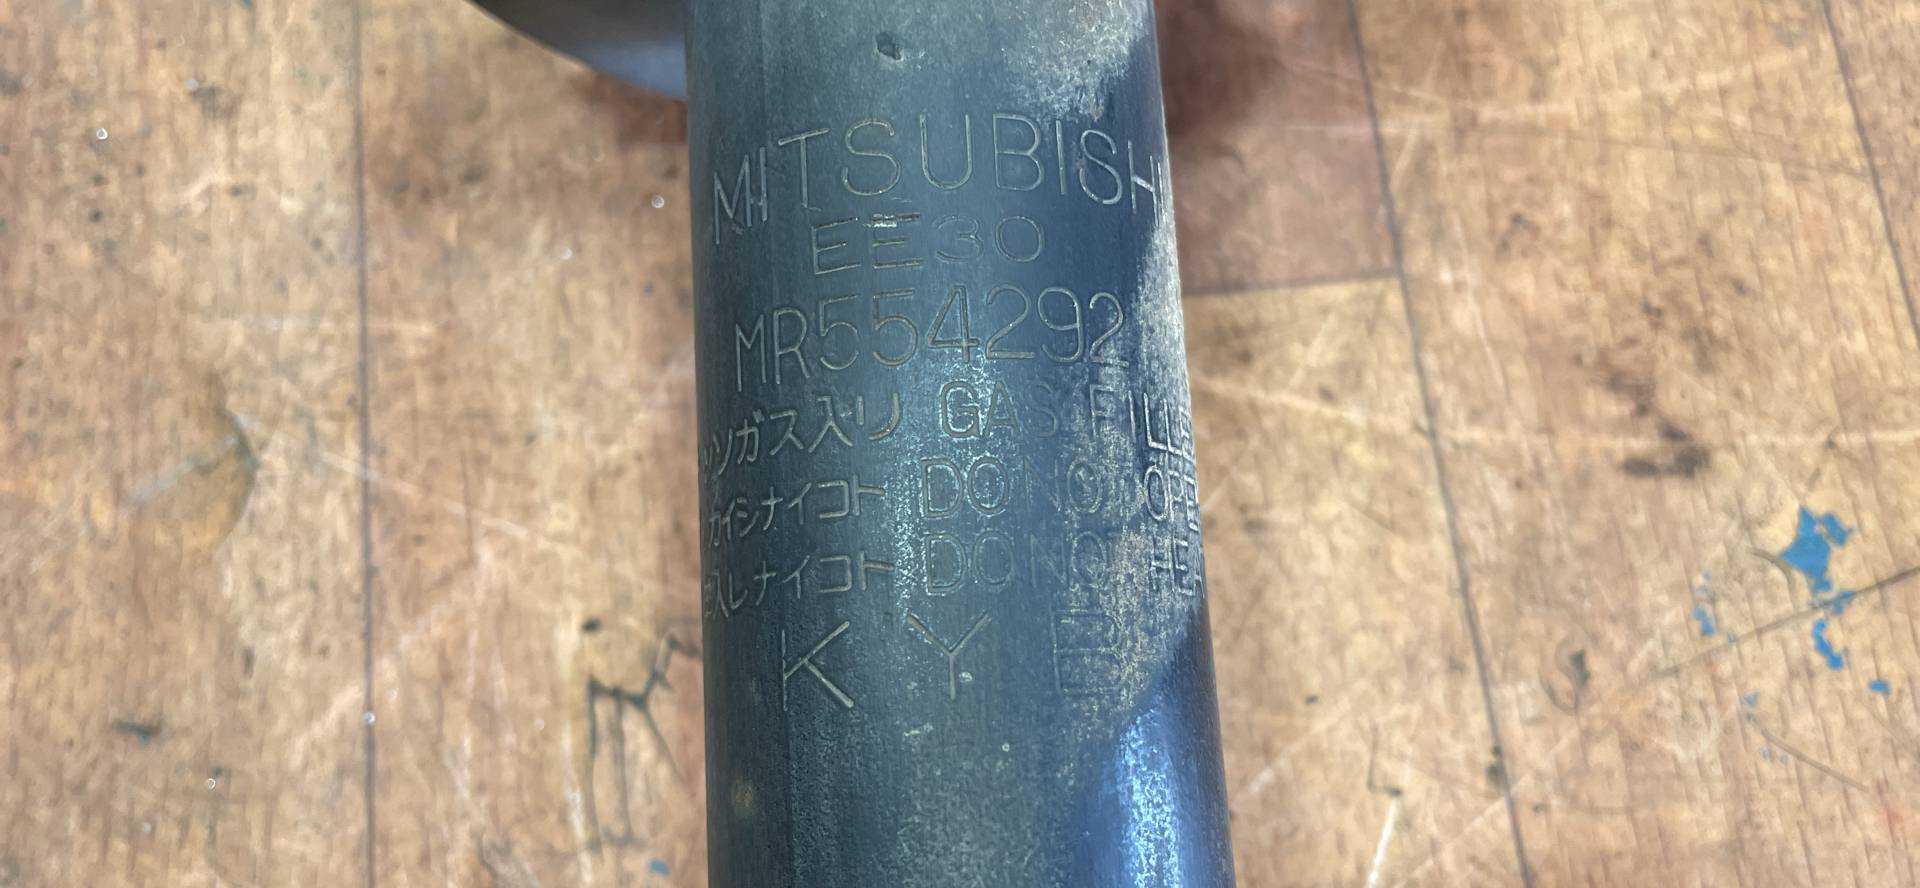 MITSUBISHI
EE30
MR554292
ッソガス入リ GAS FILLE
カイシナイコト DO NOT OPE
入レナイコト DO NOT HEA
K Y